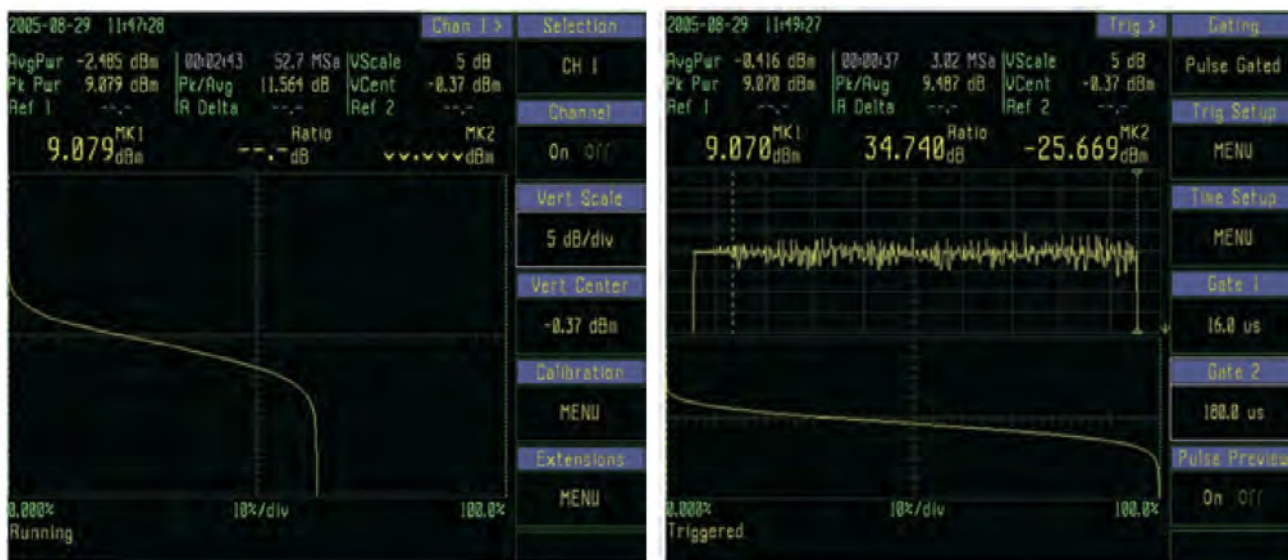 2005-08-29 11:47:28 Chan 1 >
AvgPwr -2.485 dBm 00:02:43 52.7 MSa VScale 5 dB
Pk Pwr 9.079 dBm Pk/Avg 11.564 dB VCent -0.37 dBm
Ref 1 --.- R Delta --.- Ref 2 --.-
MK1 Ratio MK2
9.079 dBm --.- dB vv.vvv dBm
0.000% 10%/div 100.0%
Running
Selection
CH 1
Channel
On Off
Vert Scale
5 dB/div
Vert Center
-0.37 dBm
Calibration
MENU
Extensions
MENU
2005-08-29 11:49:27 Trig >
AvgPwr -0.416 dBm 00:00:37 3.02 MSa VScale 5 dB
Pk Pwr 9.070 dBm Pk/Avg 9.487 dB VCent -0.37 dBm
Ref 1 --.- R Delta --.- Ref 2 --.-
MK1 Ratio MK2
9.070 dBm 34.740 dB -25.669 dBm
0.000% 10%/div 100.0%
Triggered
Gating
Pulse Gated
Trig Setup
MENU
Time Setup
MENU
Gate 1
16.0 us
Gate 2
180.0 us
Pulse Preview
On Off